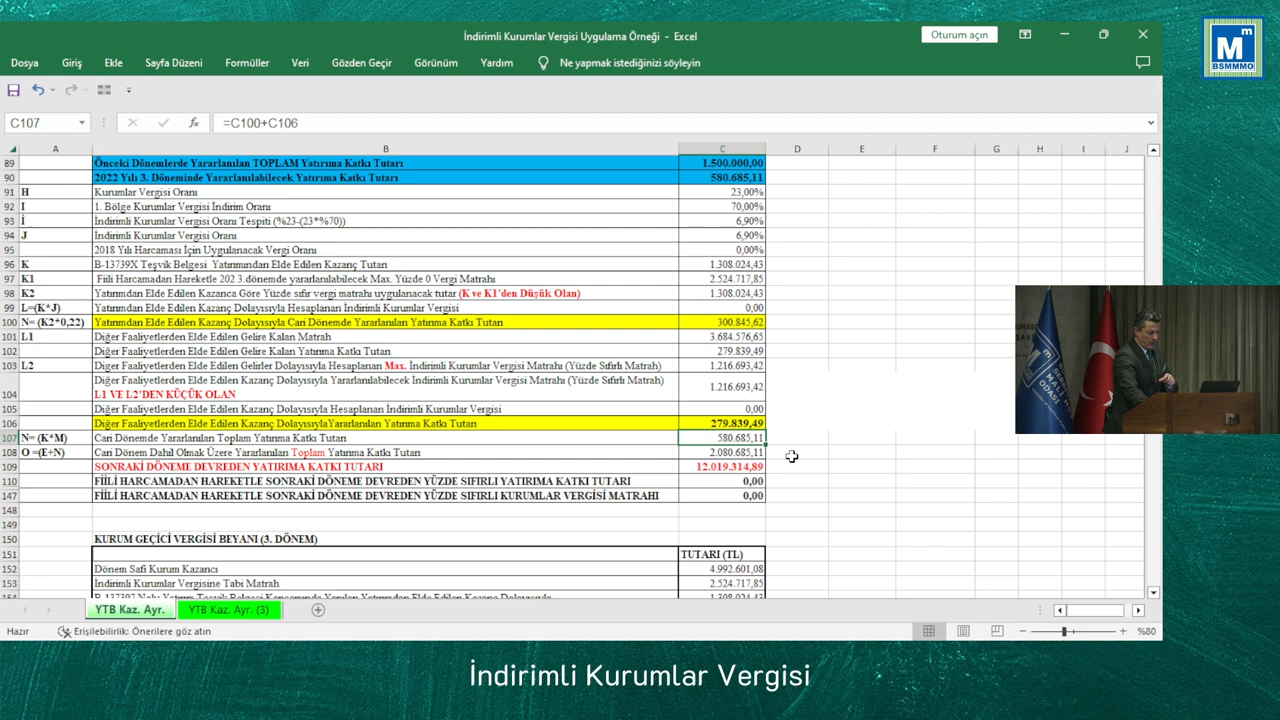 İndirimli Kurumlar Vergisi Uygulama Örneği - Excel
Oturum açın
M m
BSMMMO
Dosya Giriş Ekle Sayfa Düzeni Formüller Veri Gözden Geçir Görünüm Yardım Ne yapmak istediğinizi söyleyin
C107 fx =C100+C106
A B C D E F G H I J
89 Önceki Dönemlerde Yararlanılan TOPLAM Yatırıma Katkı Tutarı 1.500.000,00
90 2022 Yılı 3. Döneminde Yararlanılabilecek Yatırıma Katkı Tutarı 580.685,11
91 H Kurumlar Vergisi Oranı 23,00%
92 I 1. Bölge Kurumlar Vergisi İndirim Oranı 70,00%
93 İ İndirimli Kurumlar Vergisi Oranı Tespiti (%23-(23*%70)) 6,90%
94 J İndirimli Kurumlar Vergisi Oranı 6,90%
95 2018 Yılı Harcaması İçin Uygulanacak Vergi Oranı 0,00%
96 K B-13739X Teşvik Belgesi Yatırımından Elde Edilen Kazanç Tutarı 1.308.024,43
97 K1 Fiili Harcamadan Hareketle 202 3.dönemde yararlanılabilecek Max. Yüzde 0 Vergi Matrahı 2.524.717,85
98 K2 Yatırımdan Elde Edilen Kazanca Göre Yüzde sıfır vergi matrahı uygulanacak tutar (K ve K1'den Düşük Olan) 1.308.024,43
99 L=(K*J) Yatırımdan Elde Edilen Kazanç Dolayısıyla Hesaplanan İndirimli Kurumlar Vergisi 0,00
100 N= (K2*0,22) Yatırımdan Elde Edilen Kazanç Dolayısıyla Cari Dönemde Yararlanılan Yatırıma Katkı Tutarı 300.845,62
101 L1 Diğer Faaliyetlerden Elde Edilen Gelire Kalan Matrah 3.684.576,65
102 Diğer Faaliyetlerden Elde Edilen Gelire Kalan Yatırıma Katkı Tutarı 279.839,49
103 L2 Diğer Faaliyetlerden Elde Edilen Gelirler Dolayısıyla Hesaplanan Max. İndirimli Kurumlar Vergisi Matrahı (Yüzde Sıfırlı Matrah) 1.216.693,42
104 Diğer Faaliyetlerden Elde Edilen Kazanç Dolayısıyla Yararlanılabilecek İndirimli Kurumlar Vergisi Matrahı (Yüzde Sıfırlı Matrah) 1.216.693,42
L1 VE L2'DEN KÜÇÜK OLAN
105 Diğer Faaliyetlerden Elde Edilen Kazanç Dolayısıyla Hesaplanan İndirimli Kurumlar Vergisi 0,00
106 Diğer Faaliyetlerden Elde Edilen Kazanç DolayısıylaYararlanılan Yatırıma Katkı Tutarı 279.839,49
107 N= (K*M) Cari Dönemde Yararlanılan Toplam Yatırıma Katkı Tutarı 580.685,11
108 O =(E+N) Cari Dönem Dahil Olmak Üzere Yararlanılan Toplam Yatırıma Katkı Tutarı 2.080.685,11
109 SONRAKİ DÖNEME DEVREDEN YATIRIMA KATKI TUTARI 12.019.314,89
110 FİİLİ HARCAMADAN HAREKETLE SONRAKİ DÖNEME DEVREDEN YÜZDE SIFIRLI YATIRIMA KATKI TUTARI 0,00
147 FİİLİ HARCAMADAN HAREKETLE SONRAKİ DÖNEME DEVREDEN YÜZDE SIFIRLI KURUMLAR VERGİSİ MATRAHI 0,00
148
149
150 KURUM GEÇİCİ VERGİSİ BEYANI (3. DÖNEM)
151 TUTARI (TL)
152 Dönem Safi Kurum Kazancı 4.992.601,08
153 İndirimli Kurumlar Vergisine Tabi Matrah 2.524.717,85
YTB Kaz. Ayr. YTB Kaz. Ayr. (3)
Hazır Erişilebilirlik: Önerilere göz atın %80
İndirimli Kurumlar Vergisi